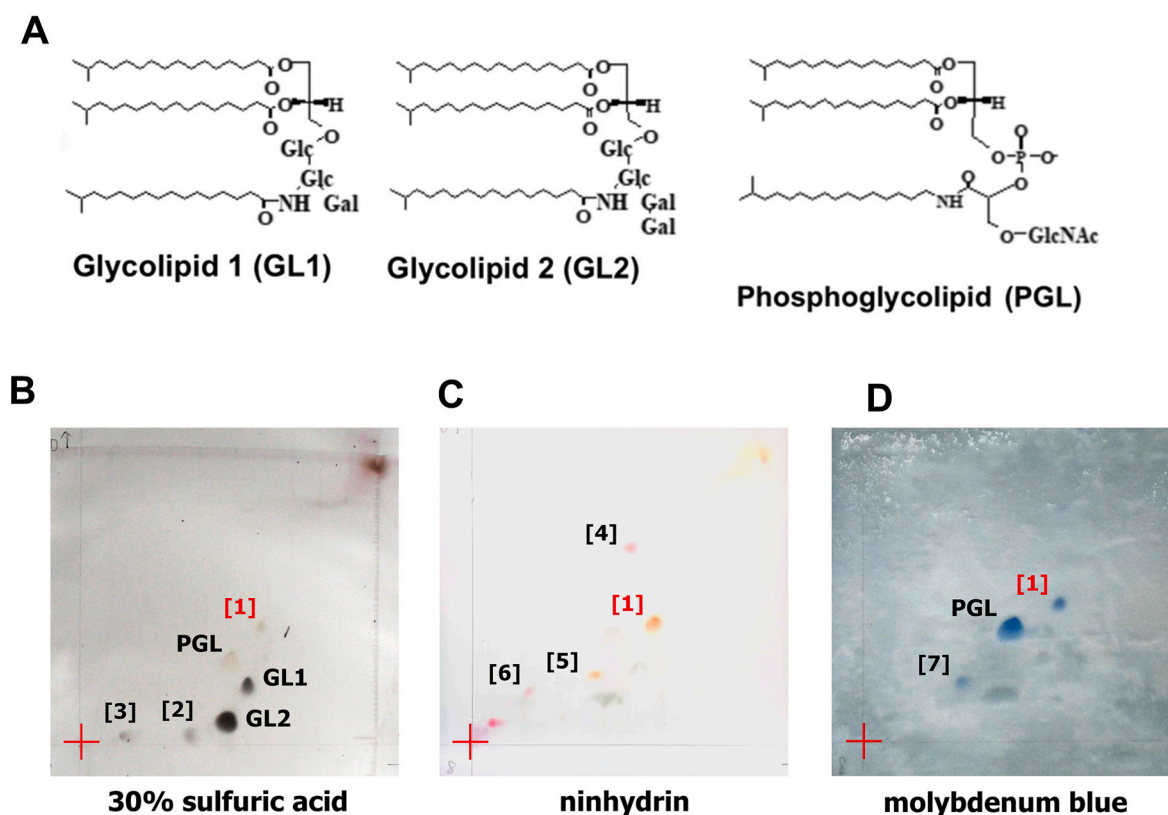 A
O
O
O
O
H
O
Glc
Glc
O
NH
Gal
Glycolipid 1 (GL1)
O
O
O
O
H
O
Glc
Glc
O
NH
Gal
Gal
Glycolipid 2 (GL2)
O
O
O
O
H
O
O
P
O-
O
O
NH
O
GlcNAc
Phosphoglycolipid (PGL)
B
[1]
PGL
GL1
GL2
[3]
[2]
30% sulfuric acid
C
[4]
[1]
[5]
[6]
8
ninhydrin
D
[1]
PGL
[7]
8
molybdenum blue